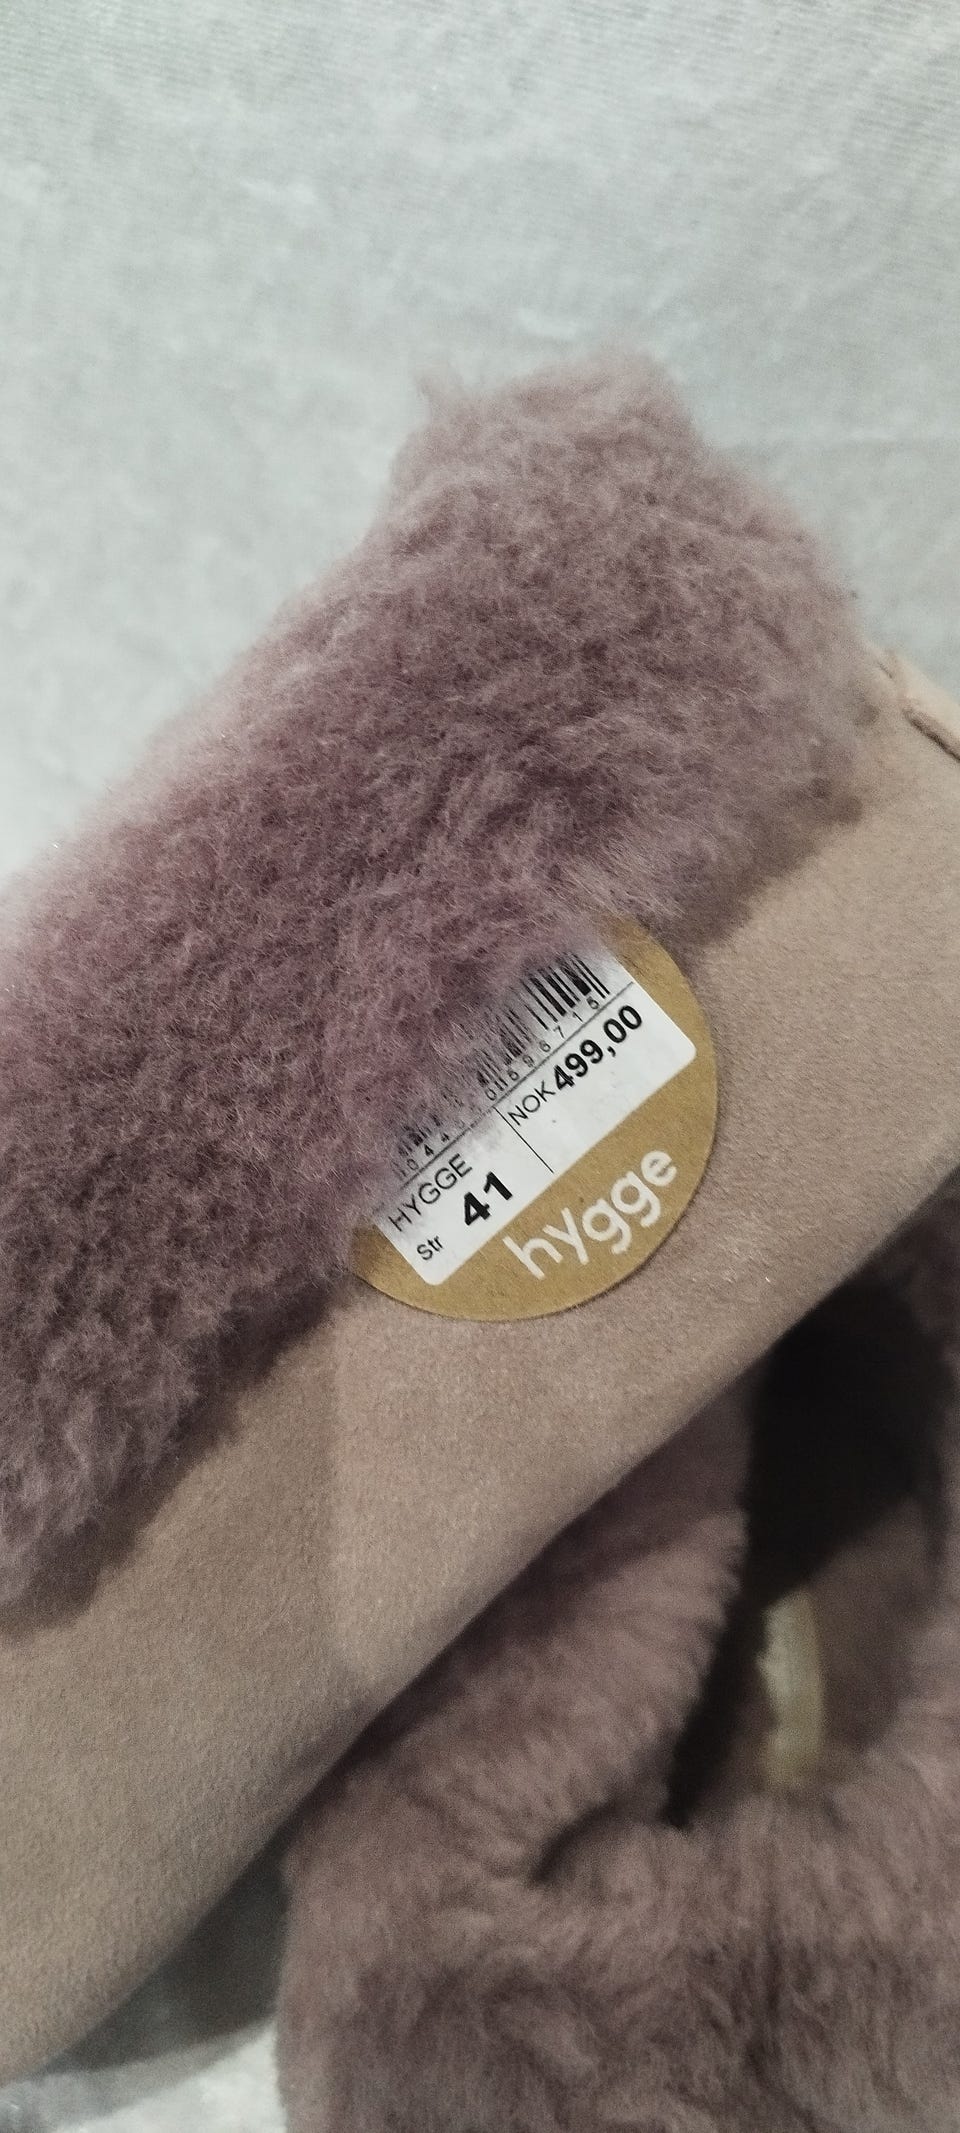 HYGGE
Str 41
NOK 499,00
hygge